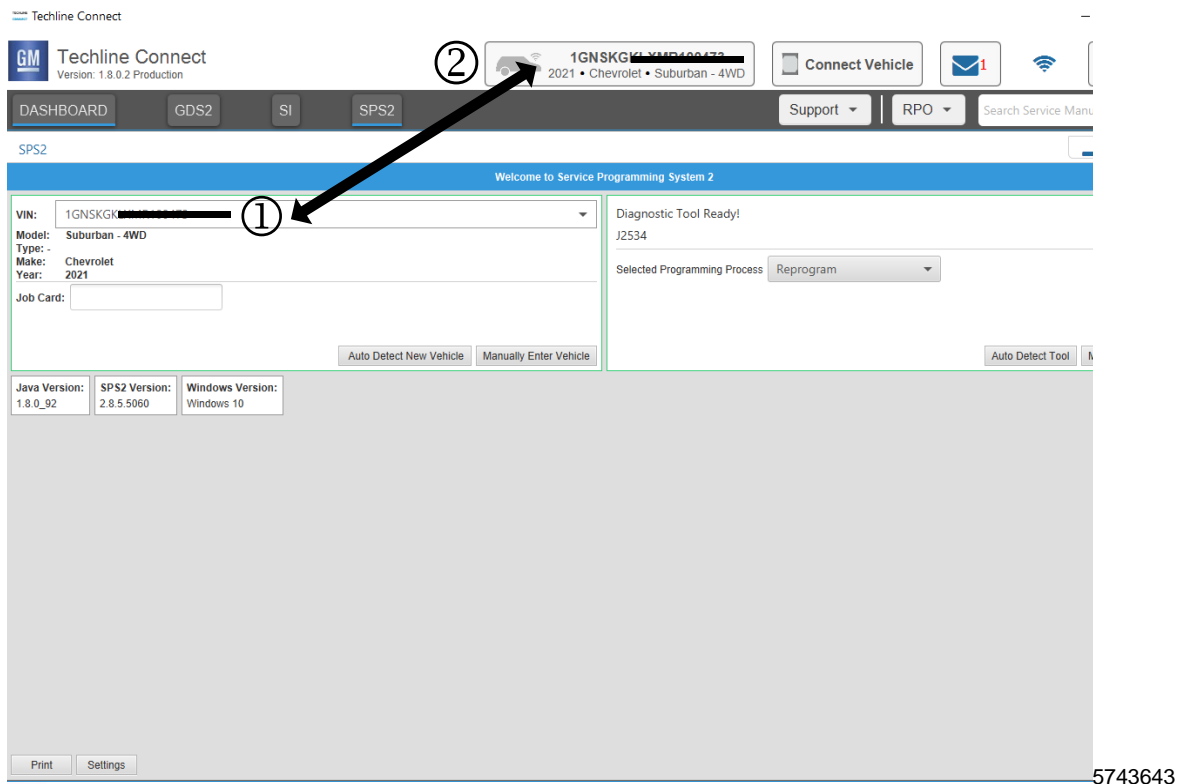 Techline Connect
GM
Techline Connect
Version: 1.8.0.2 Production
②
1GNSKGK
2021 • Chevrolet • Suburban - 4WD
Connect Vehicle
1
DASHBOARD GDS2 SI SPS2
Support RPO Search Service Manu
SPS2
Welcome to Service Programming System 2
VIN: 1GNSKGK
①
Model: Suburban - 4WD
Type: -
Make: Chevrolet
Year: 2021
Job Card:
Auto Detect New Vehicle Manually Enter Vehicle
Diagnostic Tool Ready!
J2534
Selected Programming Process Reprogram
Auto Detect Tool
Java Version:
1.8.0_92
SPS2 Version:
2.8.5.5060
Windows Version:
Windows 10
Print Settings
5743643